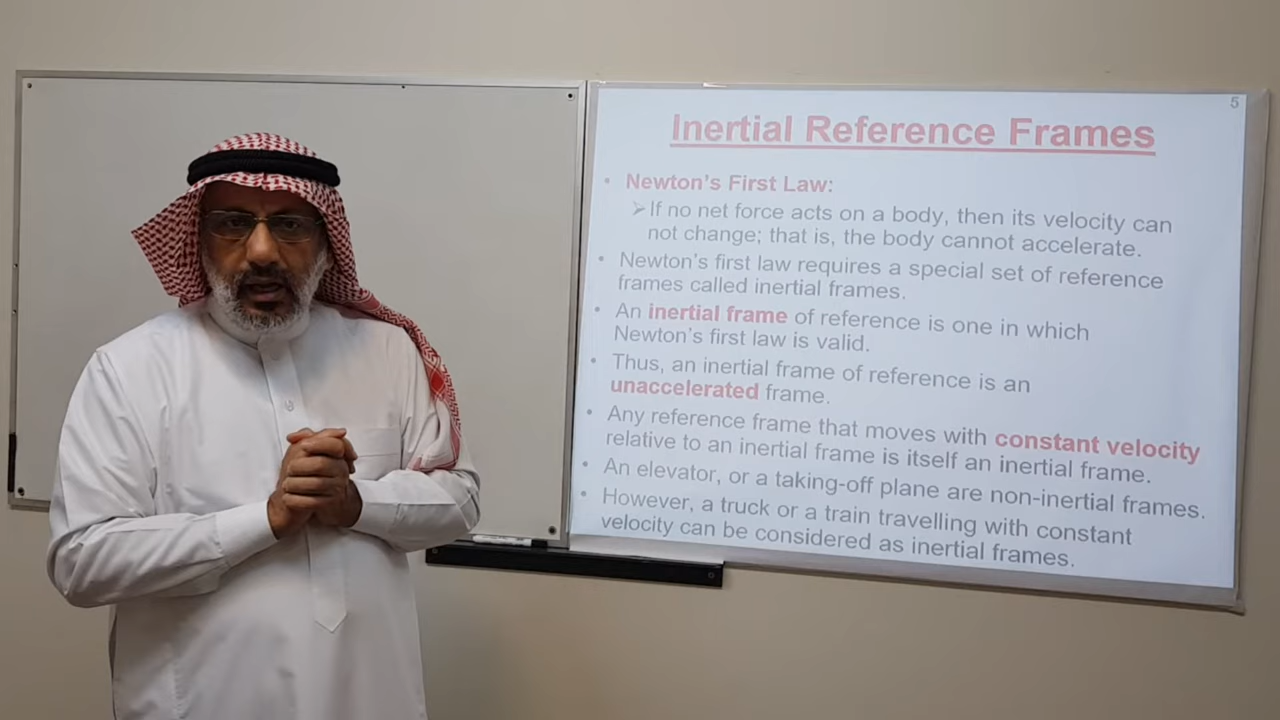 5
Inertial Reference Frames
• Newton's First Law:
➢If no net force acts on a body, then its velocity can
not change; that is, the body cannot accelerate.
• Newton's first law requires a special set of reference
frames called inertial frames.
• An inertial frame of reference is one in which
Newton's first law is valid.
• Thus, an inertial frame of reference is an
unaccelerated frame.
• Any reference frame that moves with constant velocity
relative to an inertial frame is itself an inertial frame.
• An elevator, or a taking-off plane are non-inertial frames.
• However, a truck or a train travelling with constant
velocity can be considered as inertial frames.